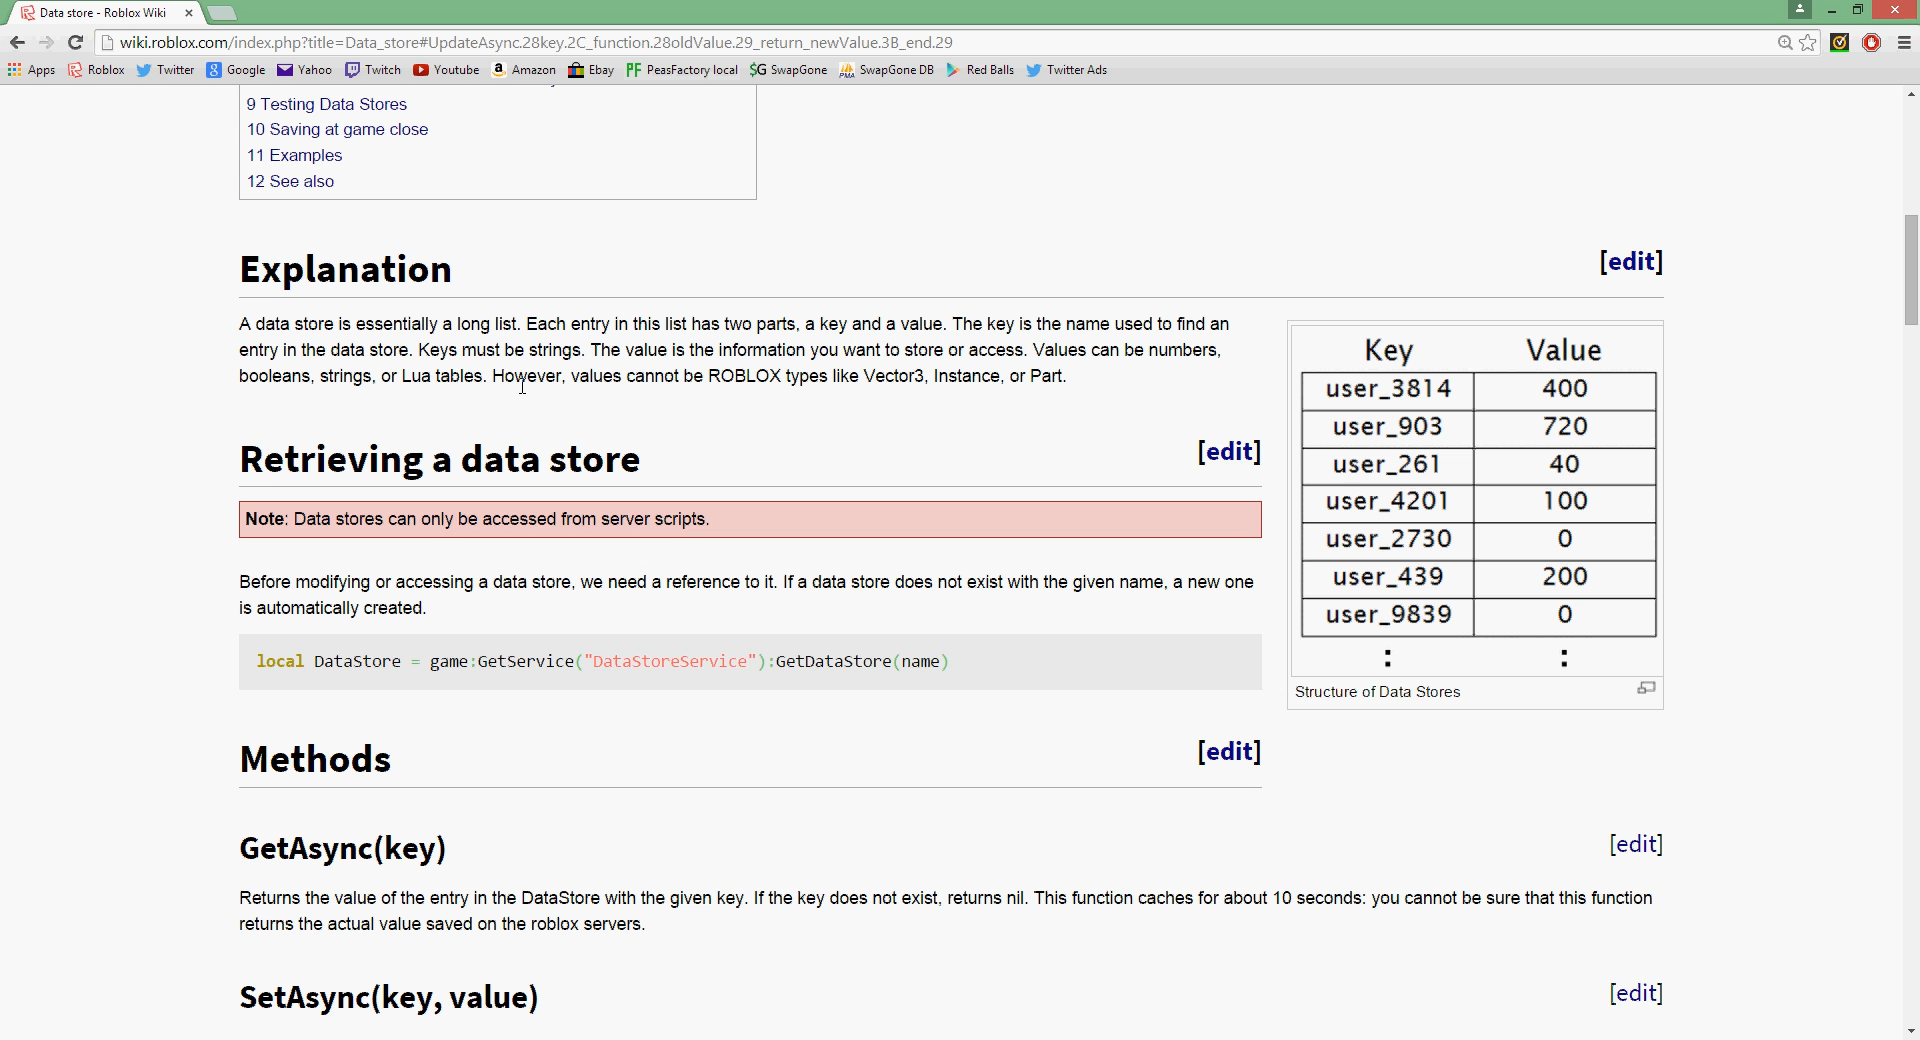 Data store - Roblox Wiki
wiki.roblox.com/index.php?title=Data_store#UpdateAsync.28key.2C_function.28oldValue.29_return_newValue.3B_end.29
Apps Roblox Twitter Google Yahoo Twitch Youtube Amazon Ebay PeasFactory local SwapGone SwapGone DB Red Balls Twitter Ads
9 Testing Data Stores
10 Saving at game close
11 Examples
12 See also
Explanation [edit]
A data store is essentially a long list. Each entry in this list has two parts, a key and a value. The key is the name used to find an
entry in the data store. Keys must be strings. The value is the information you want to store or access. Values can be numbers,
booleans, strings, or Lua tables. However, values cannot be ROBLOX types like Vector3, Instance, or Part.
Key Value
user_3814 400
user_903 720
user_261 40
user_4201 100
user_2730 0
user_439 200
user_9839 0
: :
Structure of Data Stores
Retrieving a data store [edit]
Note: Data stores can only be accessed from server scripts.
Before modifying or accessing a data store, we need a reference to it. If a data store does not exist with the given name, a new one
is automatically created.
local DataStore = game:GetService("DataStoreService"):GetDataStore(name)
Methods [edit]
GetAsync(key) [edit]
Returns the value of the entry in the DataStore with the given key. If the key does not exist, returns nil. This function caches for about 10 seconds: you cannot be sure that this function
returns the actual value saved on the roblox servers.
SetAsync(key, value) [edit]